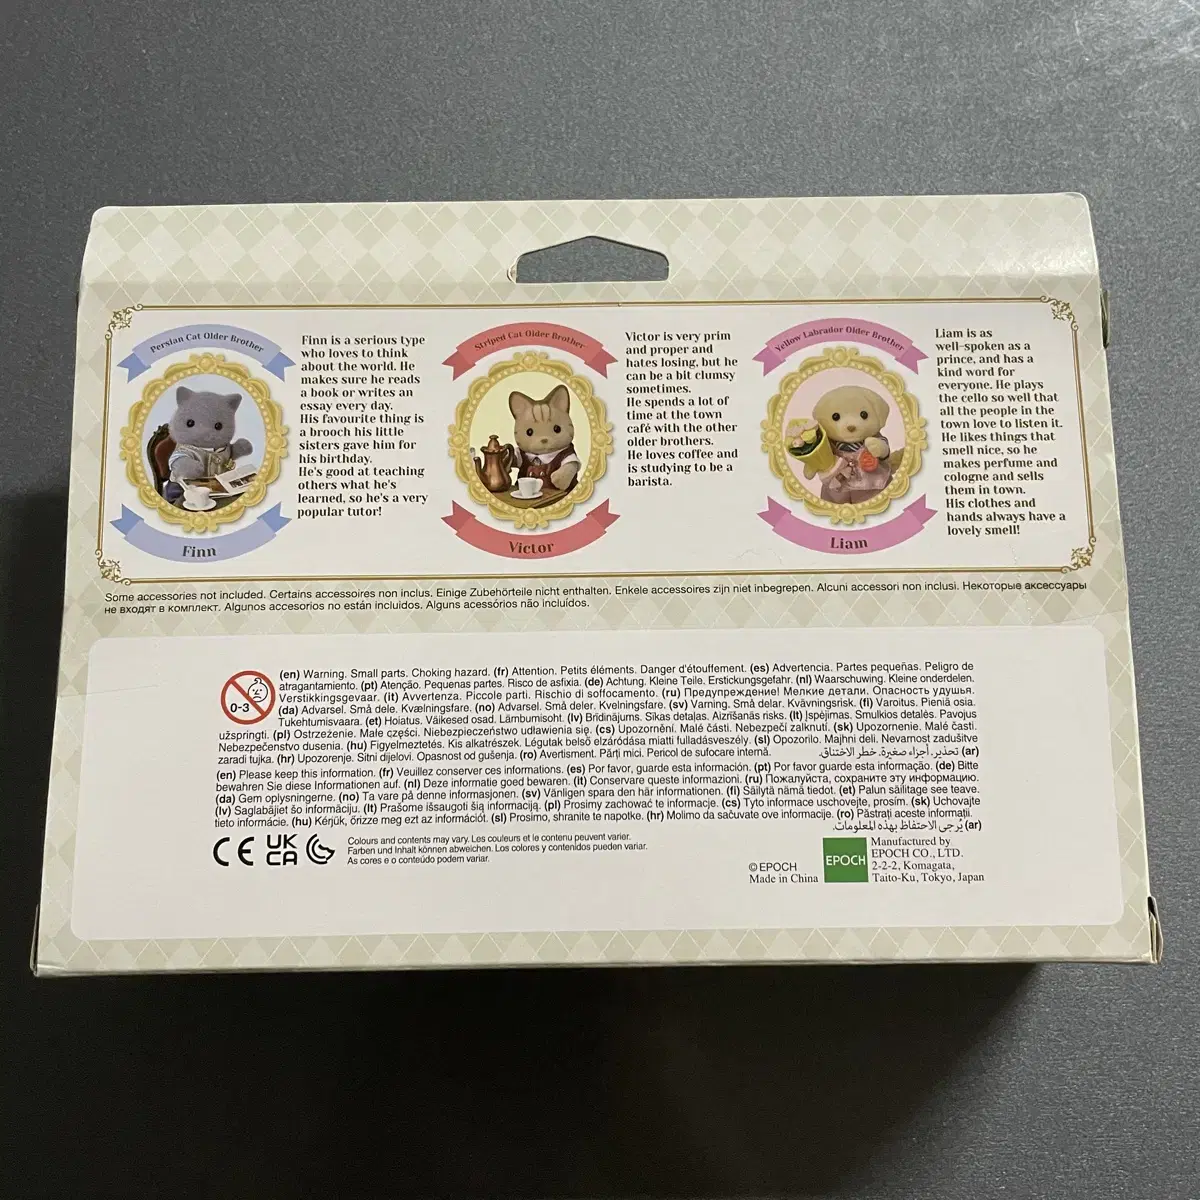 Persian Cat Older Brother
Finn
Finn is a serious type
who loves to think
about the world. He
makes sure he reads
a book or writes an
essay every day.
His favourite thing is
a brooch his little
sisters gave him for
his birthday.
He's good at teaching
others what he's
learned, so he's a very
popular tutor!
Striped Cat Older Brother
Victor
Victor is very prim
and proper and
hates losing, but he
can be a bit clumsy
sometimes.
He spends a lot of
time at the town
café with the other
older brothers.
He loves coffee and
is studying to be a
barista.
Yellow Labrador Older Brother
Liam
Liam is as
well-spoken as a
prince, and has a
kind word for
everyone. He plays
the cello so well that
all the people in the
town love to listen it.
He likes things that
smell nice, so he
makes perfume and
cologne and sells
them in town.
His clothes and
hands always have a
lovely smell!
Some accessories not included. Certains accessoires non inclus. Einige Zubehörteile nicht enthalten. Enkele accessoires zijn niet inbegrepen. Alcuni accessori non inclusi. Некоторые аксессуары
не входят в комплект. Algunos accesorios no están incluidos. Alguns acessórios não incluídos.
0-3
(en) Warning. Small parts. Choking hazard. (fr) Attention. Petits éléments. Danger d'étouffement. (es) Advertencia. Partes pequeñas. Peligro de
atragantamiento. (pt) Atenção. Pequenas partes. Risco de asfixia. (de) Achtung. Kleine Teile. Erstickungsgefahr. (nl) Waarschuwing. Kleine onderdelen.
Verstikkingsgevaar. (it) Avvertenza. Piccole parti. Rischio di soffocamento. (ru) Предупреждение! Мелкие детали. Опасность удушья.
(da) Advarsel. Små dele. Kvælningsfare. (no) Advarsel. Små deler. Kvelningsfare. (sv) Varning. Små delar. Kvävningsrisk. (fi) Varoitus. Pieniä osia.
Tukehtumisvaara. (et) Hoiatus. Väikesed osad. Lämbumisoht. (lv) Brīdinājums. Sīkas detaļas. Aizrīšanās risks. (lt) Įspėjimas. Smulkios detalės. Pavojus
užspringti. (pl) Ostrzeżenie. Małe części. Niebezpieczeństwo udławienia się. (cs) Upozornění. Malé části. Nebezpečí zalknutí. (sk) Upozornenie. Malé časti.
Nebezpečenstvo dusenia. (hu) Figyelmeztetés. Kis alkatrészek. Légutak belső elzáródása miatti fulladásveszély. (sl) Opozorilo. Majhni deli. Nevarnost zadušitve
zaradi tujka. (hr) Upozorenje. Sitni dijelovi. Opasnost od gušenja. (ro) Avertisment. Părți mici. Pericol de sufocare internă. (ar) تحذير. أجزاء صغيرة. خطر الاختناق.
(en) Please keep this information. (fr) Veuillez conserver ces informations. (es) Por favor, guarde esta información. (pt) Por favor guarde esta informação. (de) Bitte
bewahren Sie diese Informationen auf. (nl) Deze informatie goed bewaren. (it) Conservare queste informazioni. (ru) Пожалуйста, сохраните эту информацию.
(da) Gem oplysningerne. (no) Ta vare på denne informasjonen. (sv) Vänligen spara den här informationen. (fi) Säilytä nämä tiedot. (et) Palun säilitage see teave.
(lv) Saglabājiet šo informāciju. (lt) Prašome išsaugoti šią informaciją. (pl) Prosimy zachować te informacje. (cs) Tyto informace uschovejte, prosím. (sk) Uchovajte
tieto informácie. (hu) Kérjük, őrizze meg ezt az információt. (sl) Prosimo, shranite te napotke. (hr) Molimo da sačuvate ove informacije. (ro) Păstrați aceste informații.
(ar) يُرجى الاحتفاظ بهذه المعلومات.
CE UK
CA
Colours and contents may vary. Les couleurs et le contenu peuvent varier.
Farben und Inhalt können abweichen. Los colores y contenidos pueden variar.
As cores e o conteúdo podem variar.
© EPOCH
Made in China
EPOCH
Manufactured by
EPOCH CO., LTD.
2-2-2, Komagata,
Taito-Ku, Tokyo, Japan